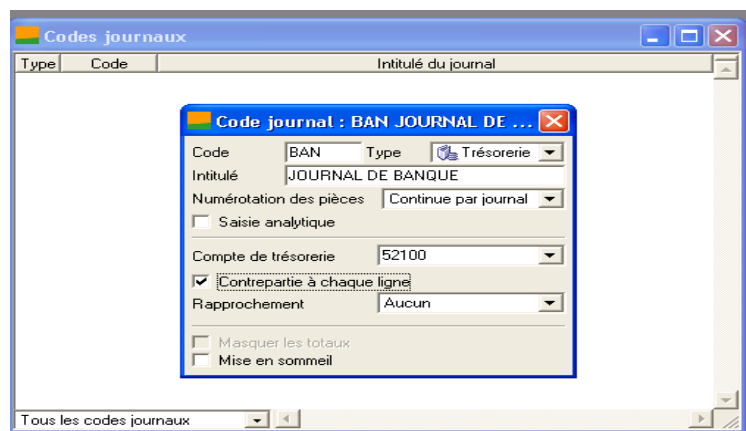 Codes journaux
Type Code Intitulé du journal
Code journal : BAN JOURNAL DE ...
Code BAN Type Trésorerie
Intitulé JOURNAL DE BANQUE
Numérotation des pièces Continue par journal
Saisie analytique
Compte de trésorerie 52100
Contrepartie à chaque ligne
Rapprochement Aucun
Masquer les totaux
Mise en sommeil
Tous les codes journaux